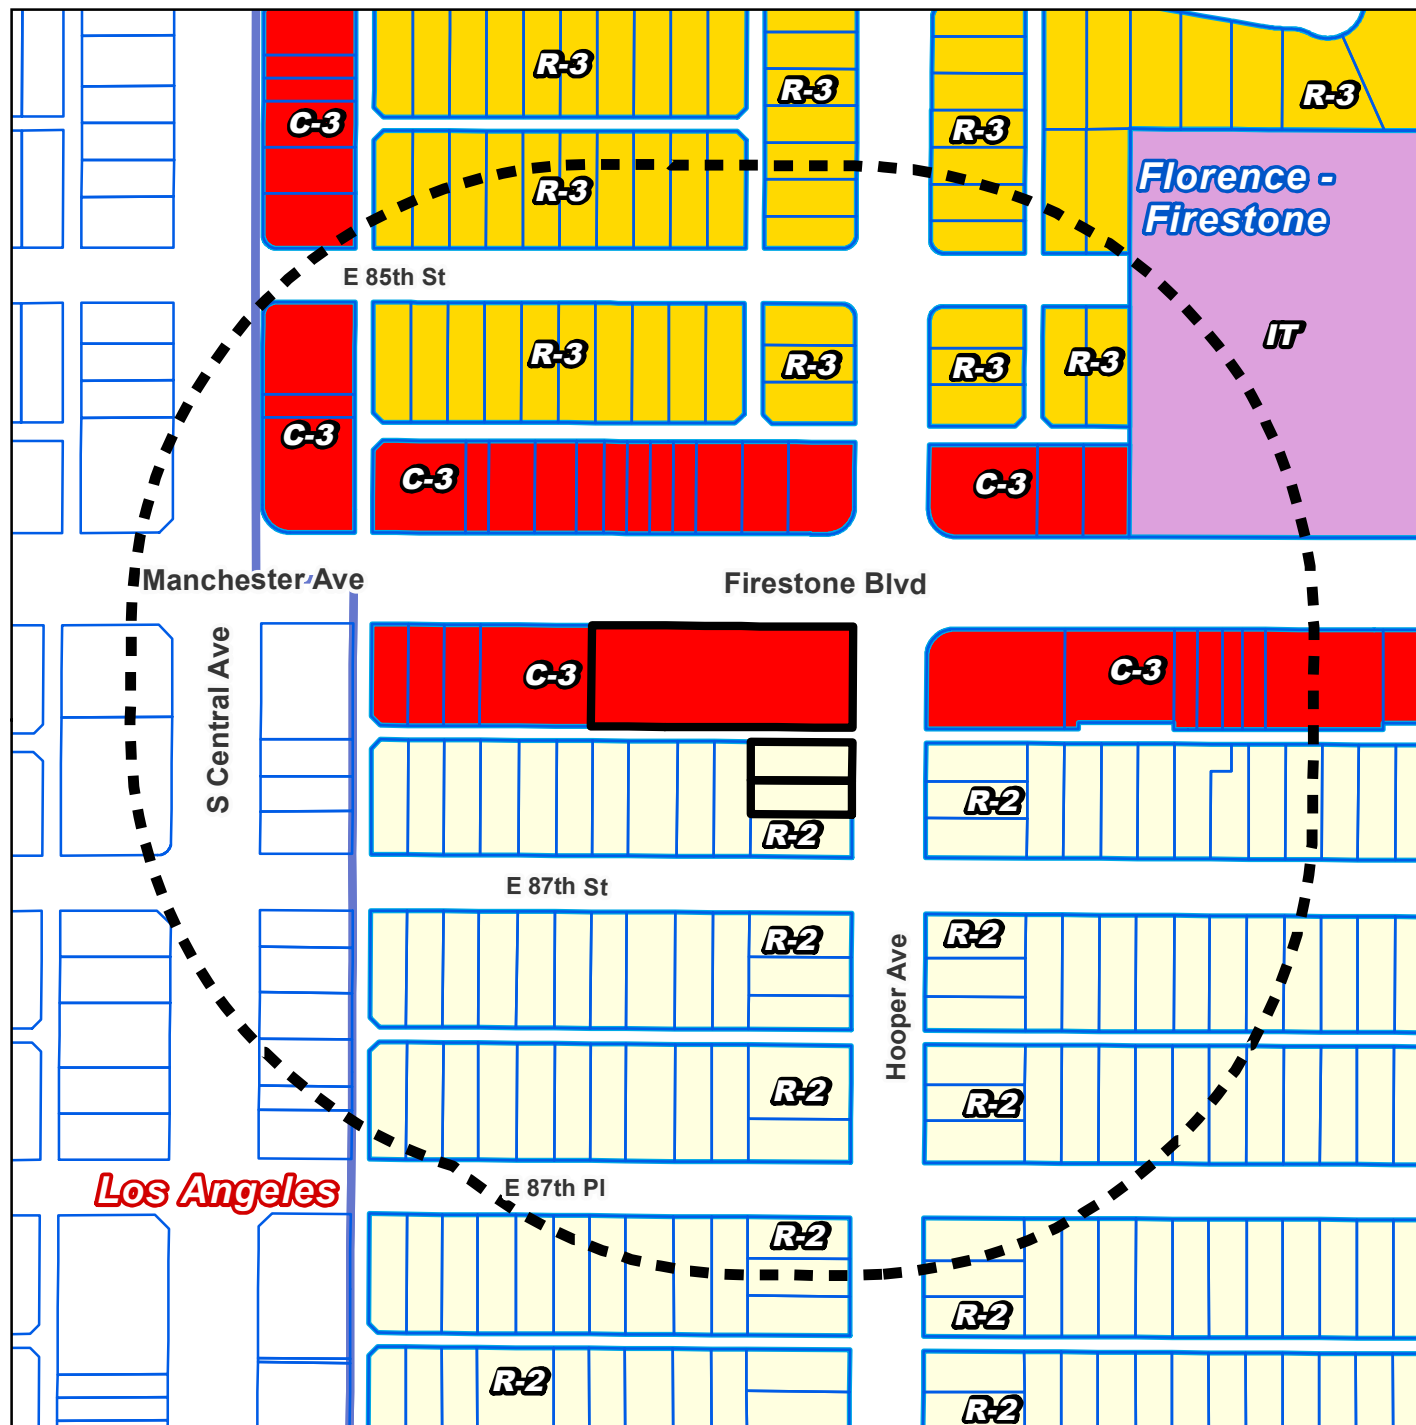 R-3
R-3
R-3
C-3
R-3
R-3
Florence -
Firestone
E 85th St
IT
R-3
R-3
R-3
R-3
C-3
C-3
C-3
Manchester Ave
Firestone Blvd
S Central Ave
C-3
C-3
R-2
R-2
E 87th St
R-2
R-2
Hooper Ave
R-2
R-2
Los Angeles
E 87th Pl
R-2
R-2
R-2
R-2